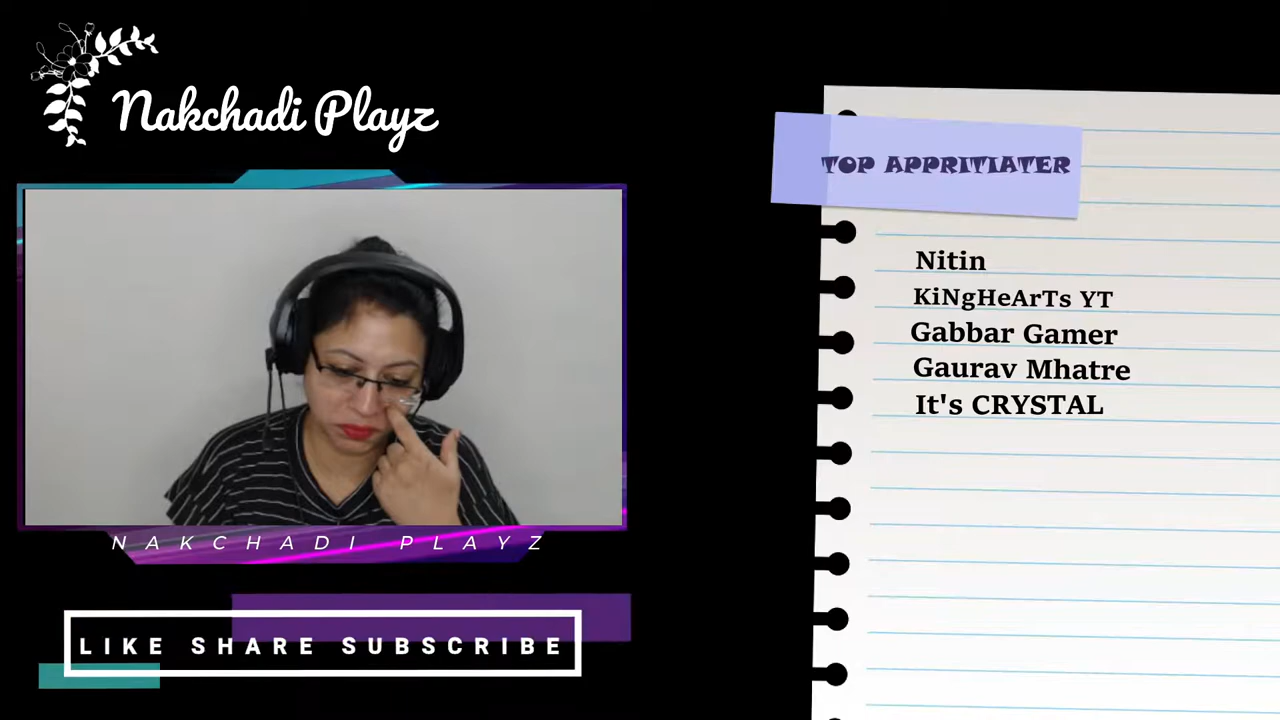 Nakchadi Playz
NAKCHADI PLAYZ
LIKE SHARE SUBSCRIBE
TOP APPRITIATER
Nitin
KiNgHeArTs YT
Gabbar Gamer
Gaurav Mhatre
It's CRYSTAL